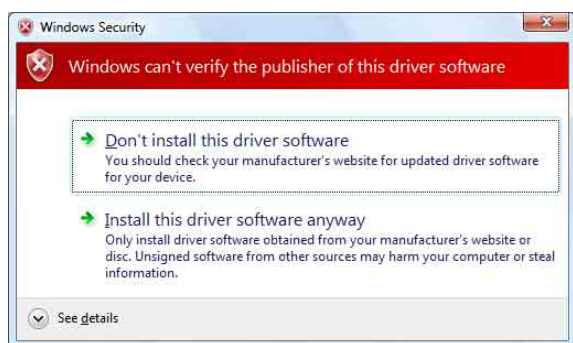 Windows Security
Windows can't verify the publisher of this driver software
Don't install this driver software
You should check your manufacturer's website for updated driver software
for your device.
Install this driver software anyway
Only install driver software obtained from your manufacturer's website or
disc. Unsigned software from other sources may harm your computer or steal
information.
See details